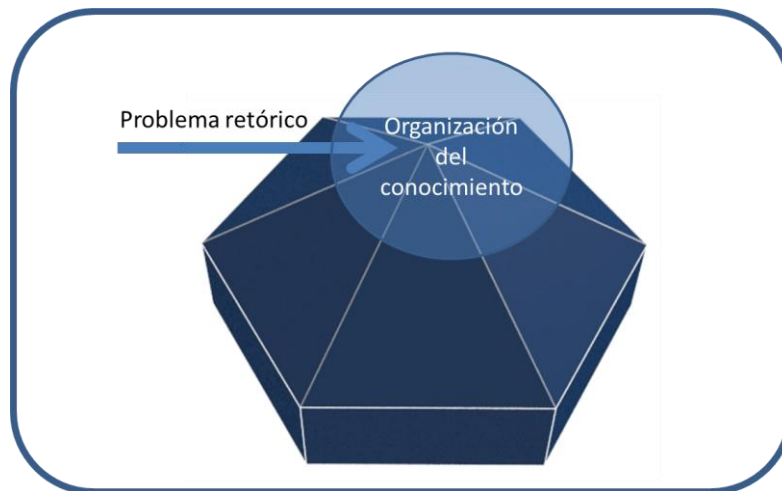 Problema retórico
Organización
del
conocimiento